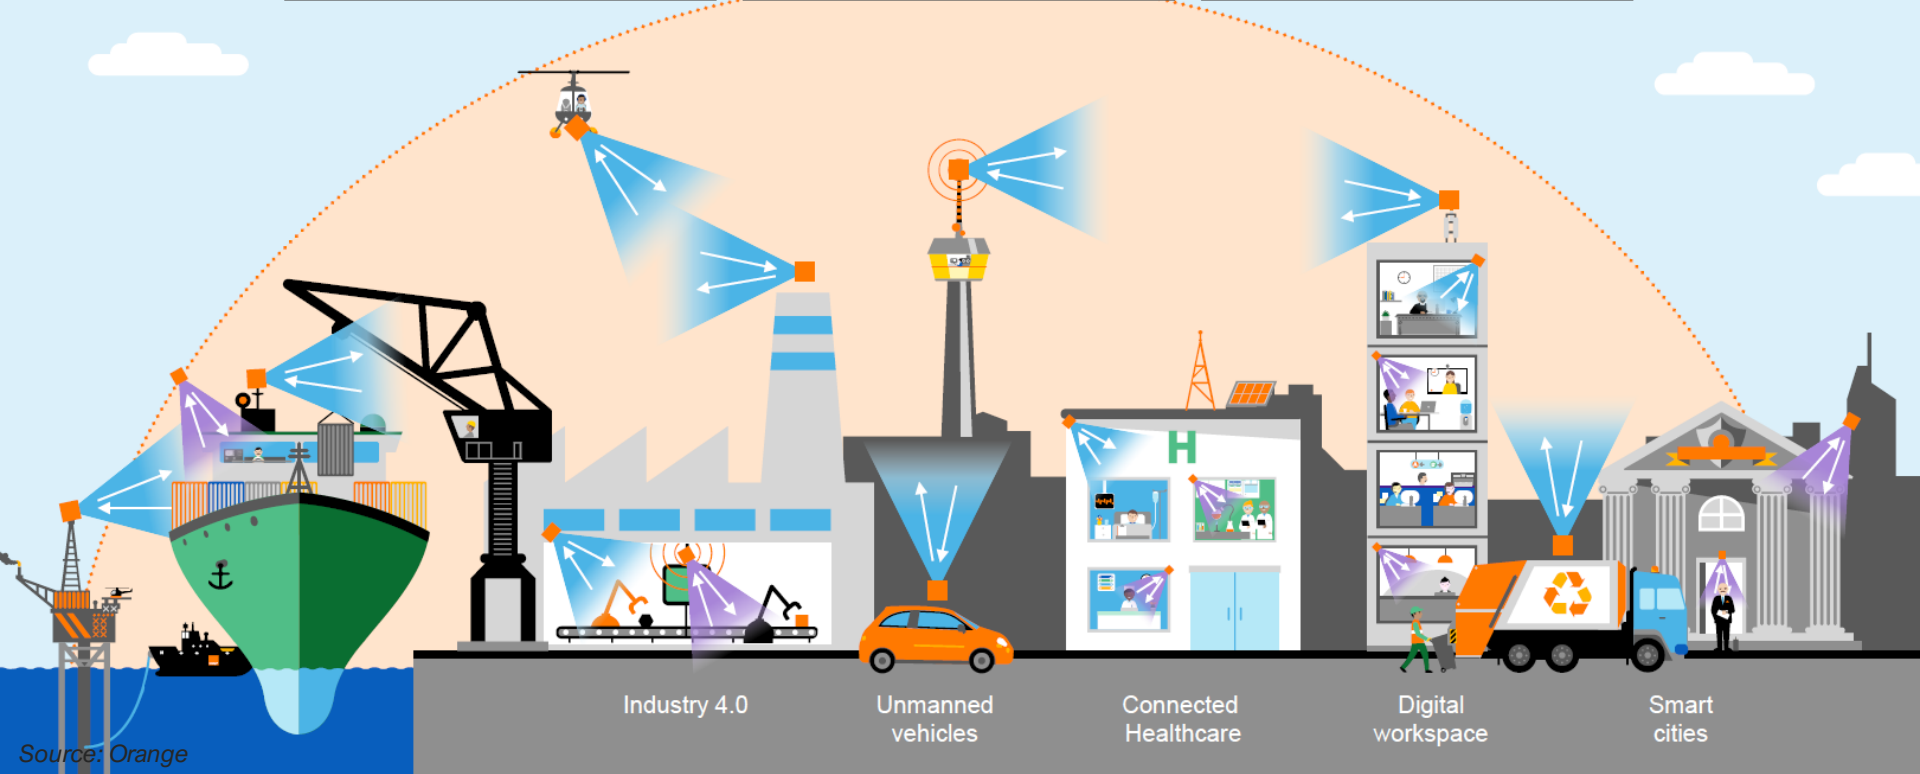 H
Industry 4.0
Unmanned
vehicles
Connected
Healthcare
Digital
workspace
Smart
cities
Source: Orange